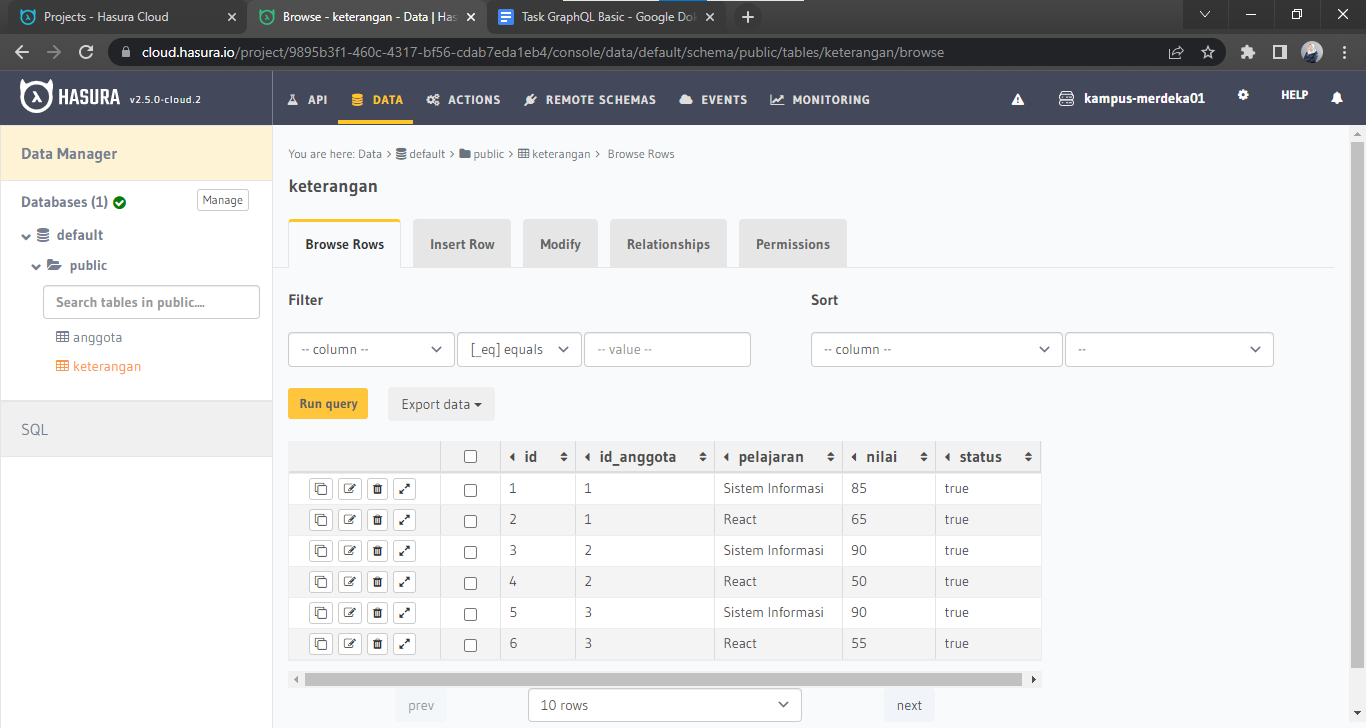 Projects - Hasura Cloud
Browse - keterangan - Data | Has
Task GraphQL Basic - Google Dok
cloud.hasura.io/project/9895b3f1-460c-4317-bf56-cdab7eda1eb4/console/data/default/schema/public/tables/keterangan/browse
HASURA v2.5.0-cloud.2
API DATA ACTIONS REMOTE SCHEMAS EVENTS MONITORING kampus-merdeka01 HELP
Data Manager
Databases (1) Manage
default
public
Search tables in public....
anggota
keterangan
SQL
You are here: Data > default > public > keterangan > Browse Rows
keterangan
Browse Rows Insert Row Modify Relationships Permissions
Filter Sort
-- column -- [_eq] equals -- value -- -- column -- --
Run query Export data
id id_anggota pelajaran nilai status
1 1 Sistem Informasi 85 true
2 1 React 65 true
3 2 Sistem Informasi 90 true
4 2 React 50 true
5 3 Sistem Informasi 90 true
6 3 React 55 true
prev 10 rows next